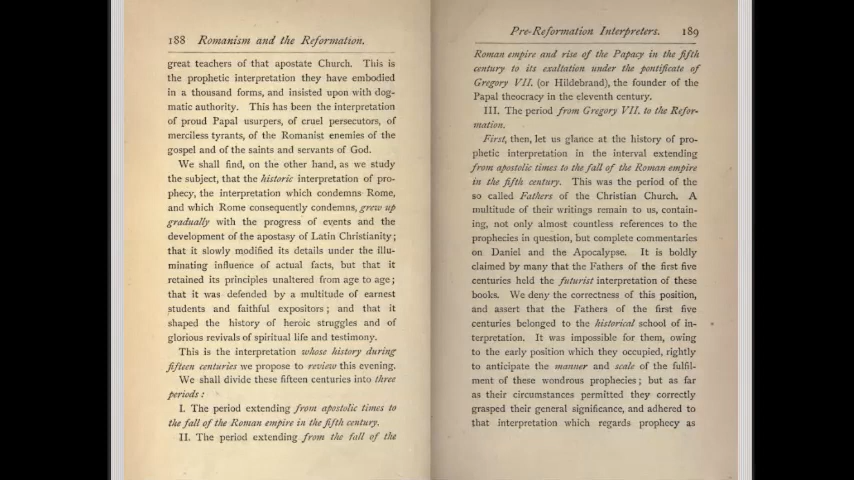 188 Romanism and the Reformation.
great teachers of that apostate Church. This is
the prophetic interpretation they have embodied
in a thousand forms, and insisted upon with dog-
matic authority. This has been the interpretation
of proud Papal usurpers, of cruel persecutors, of
merciless tyrants, of the Romanist enemies of the
gospel and of the saints and servants of God.
We shall find, on the other hand, as we study
the subject, that the historic interpretation of pro-
phecy, the interpretation which condemns Rome,
and which Rome consequently condemns, grew up
gradually with the progress of events and the
development of the apostasy of Latin Christianity;
that it slowly modified its details under the illu-
minating influence of actual facts, but that it
retained its principles unaltered from age to age;
that it was defended by a multitude of earnest
students and faithful expositors; and that it
shaped the history of heroic struggles and of
glorious revivals of spiritual life and testimony.
This is the interpretation whose history during
fifteen centuries we propose to review this evening.
We shall divide these fifteen centuries into three
periods:
I. The period extending from apostolic times to
the fall of the Roman empire in the fifth century.
II. The period extending from the fall of the
Pre-Reformation Interpreters. 189
Roman empire and rise of the Papacy in the fifth
century to its exaltation under the pontificate of
Gregory VII. (or Hildebrand), the founder of the
Papal theocracy in the eleventh century.
III. The period from Gregory VII. to the Refor-
mation.
First, then, let us glance at the history of pro-
phetic interpretation in the interval extending
from apostolic times to the fall of the Roman empire
in the fifth century. This was the period of the
so called Fathers of the Christian Church. A
multitude of their writings remain to us, contain-
ing, not only almost countless references to the
prophecies in question, but complete commentaries
on Daniel and the Apocalypse. It is boldly
claimed by many that the Fathers of the first five
centuries held the futurist interpretation of these
books. We deny the correctness of this position,
and assert that the Fathers of the first five
centuries belonged to the historical school of in-
terpretation. It was impossible for them, owing
to the early position which they occupied, rightly
to anticipate the manner and scale of the fulfil-
ment of these wondrous prophecies; but as far
as their circumstances permitted they correctly
grasped their general significance, and adhered to
that interpretation which regards prophecy as